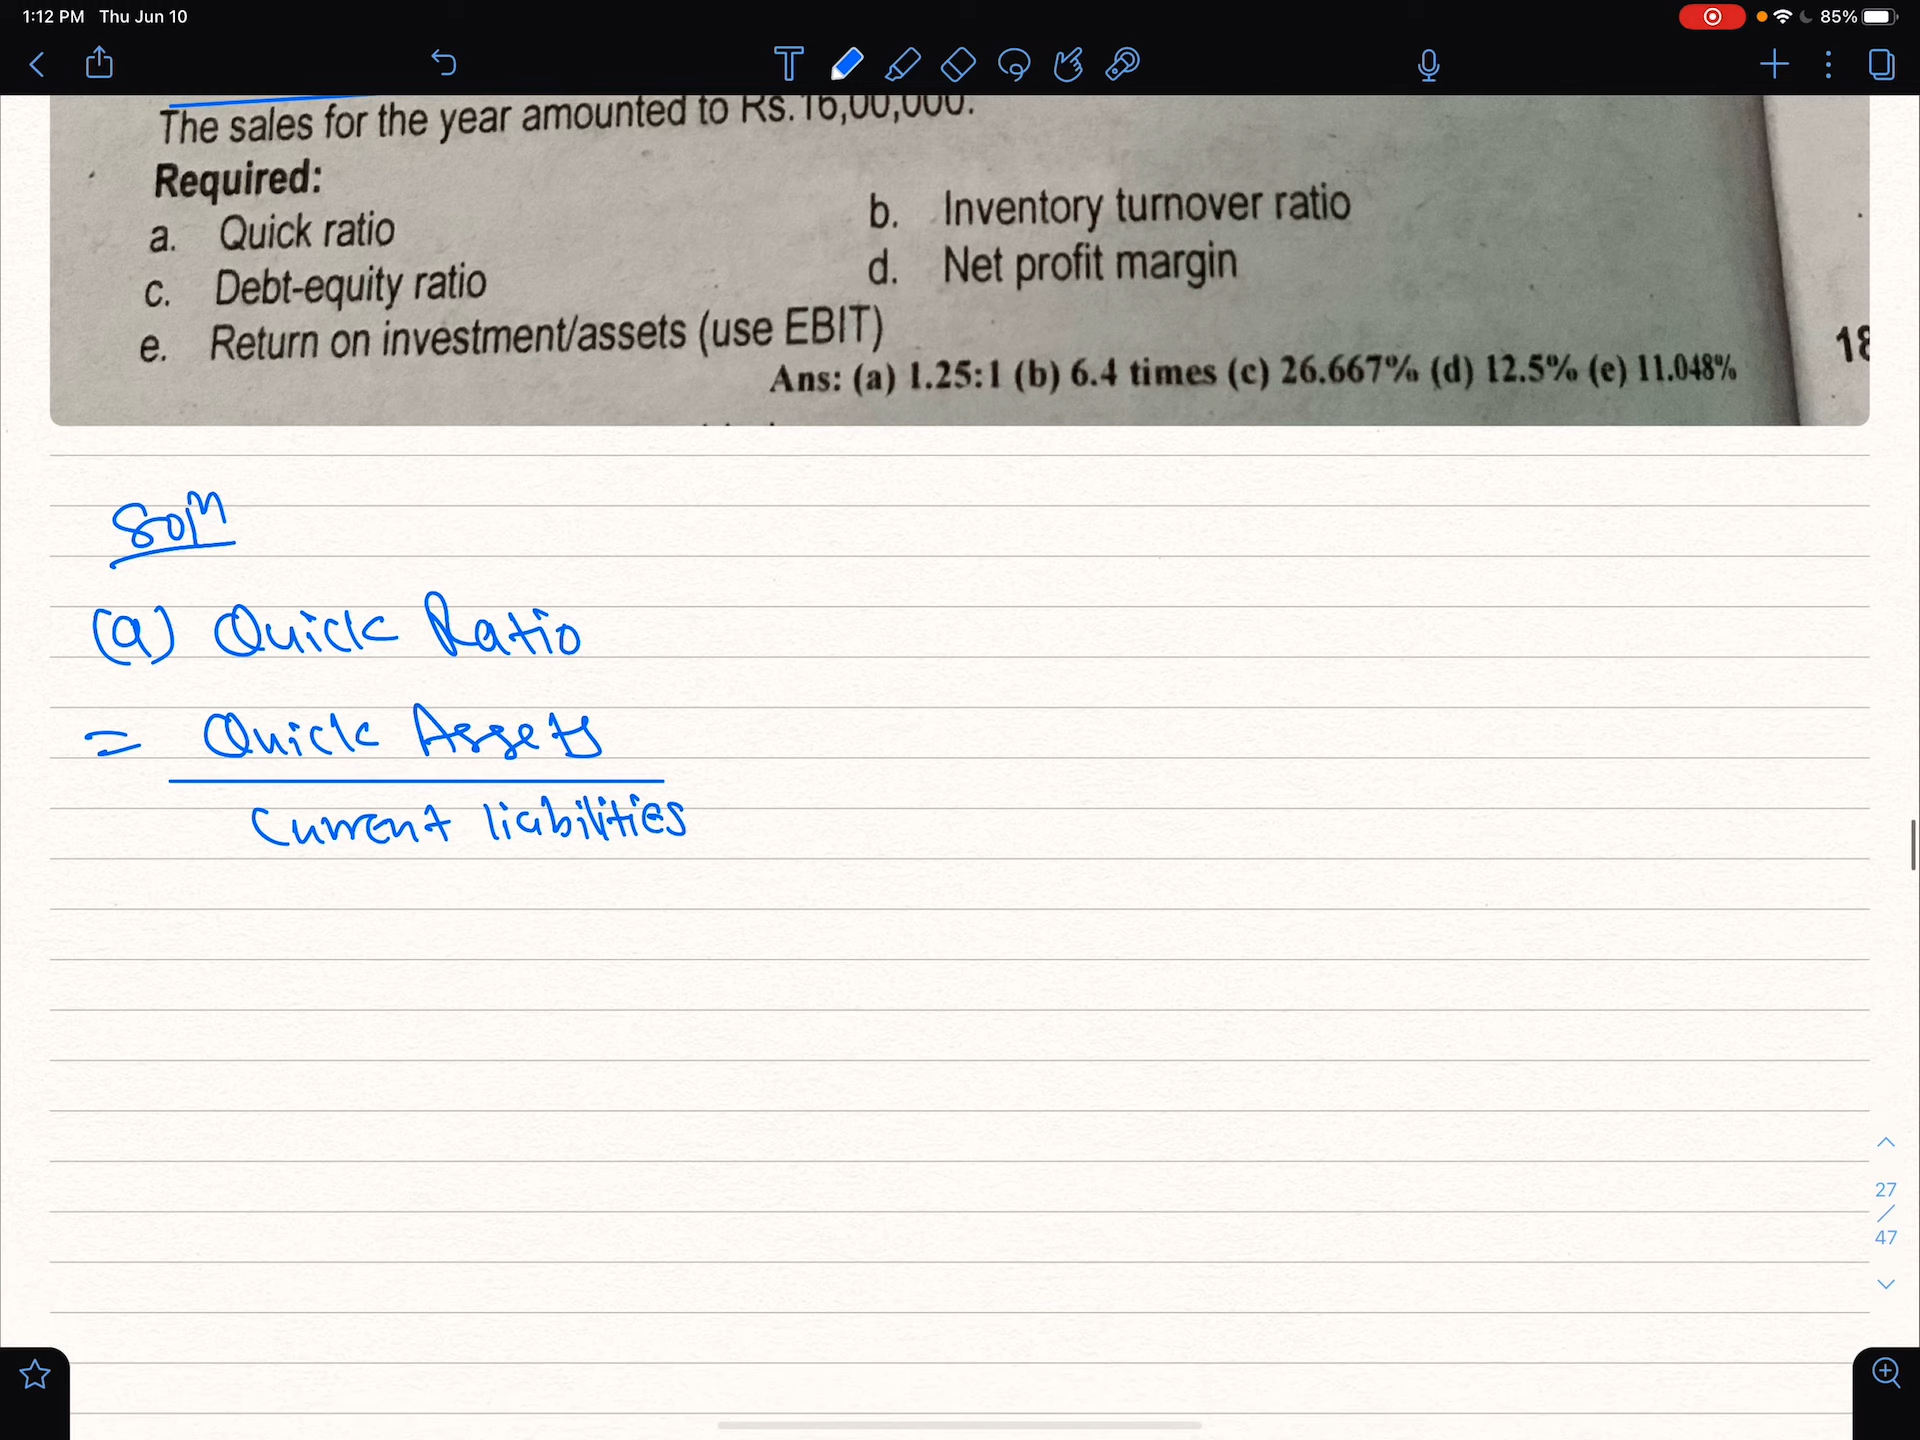 1:12 PM Thu Jun 10
85%
T
The sales for the year amounted to Rs. 16,00,000.
Required:
a. Quick ratio
b. Inventory turnover ratio
c. Debt-equity ratio
d. Net profit margin
e. Return on investment/assets (use EBIT)
Ans: (a) 1.25:1 (b) 6.4 times (c) 26.667% (d) 12.5% (e) 11.048%
18
Soln
(a) Quick Ratio
= Quick Assets
Current liabilities
27
/
47